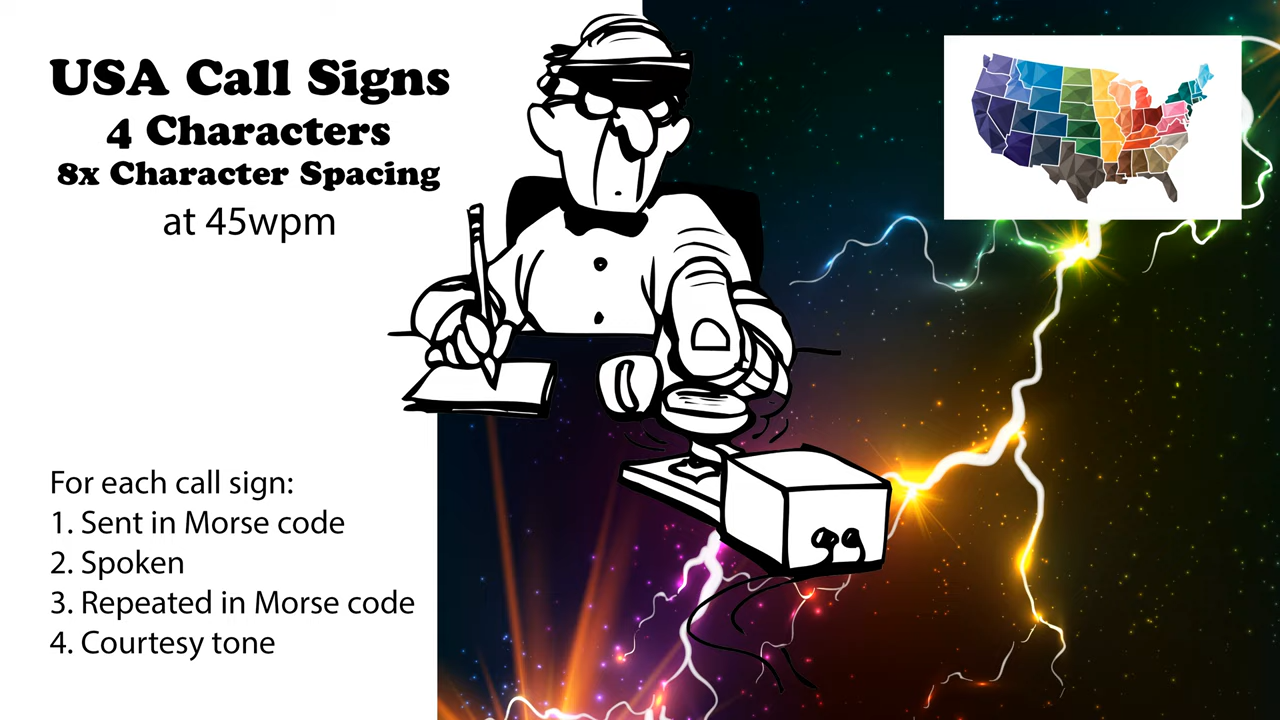 USA Call Signs
4 Characters
8x Character Spacing
at 45wpm
For each call sign:
1. Sent in Morse code
2. Spoken
3. Repeated in Morse code
4. Courtesy tone